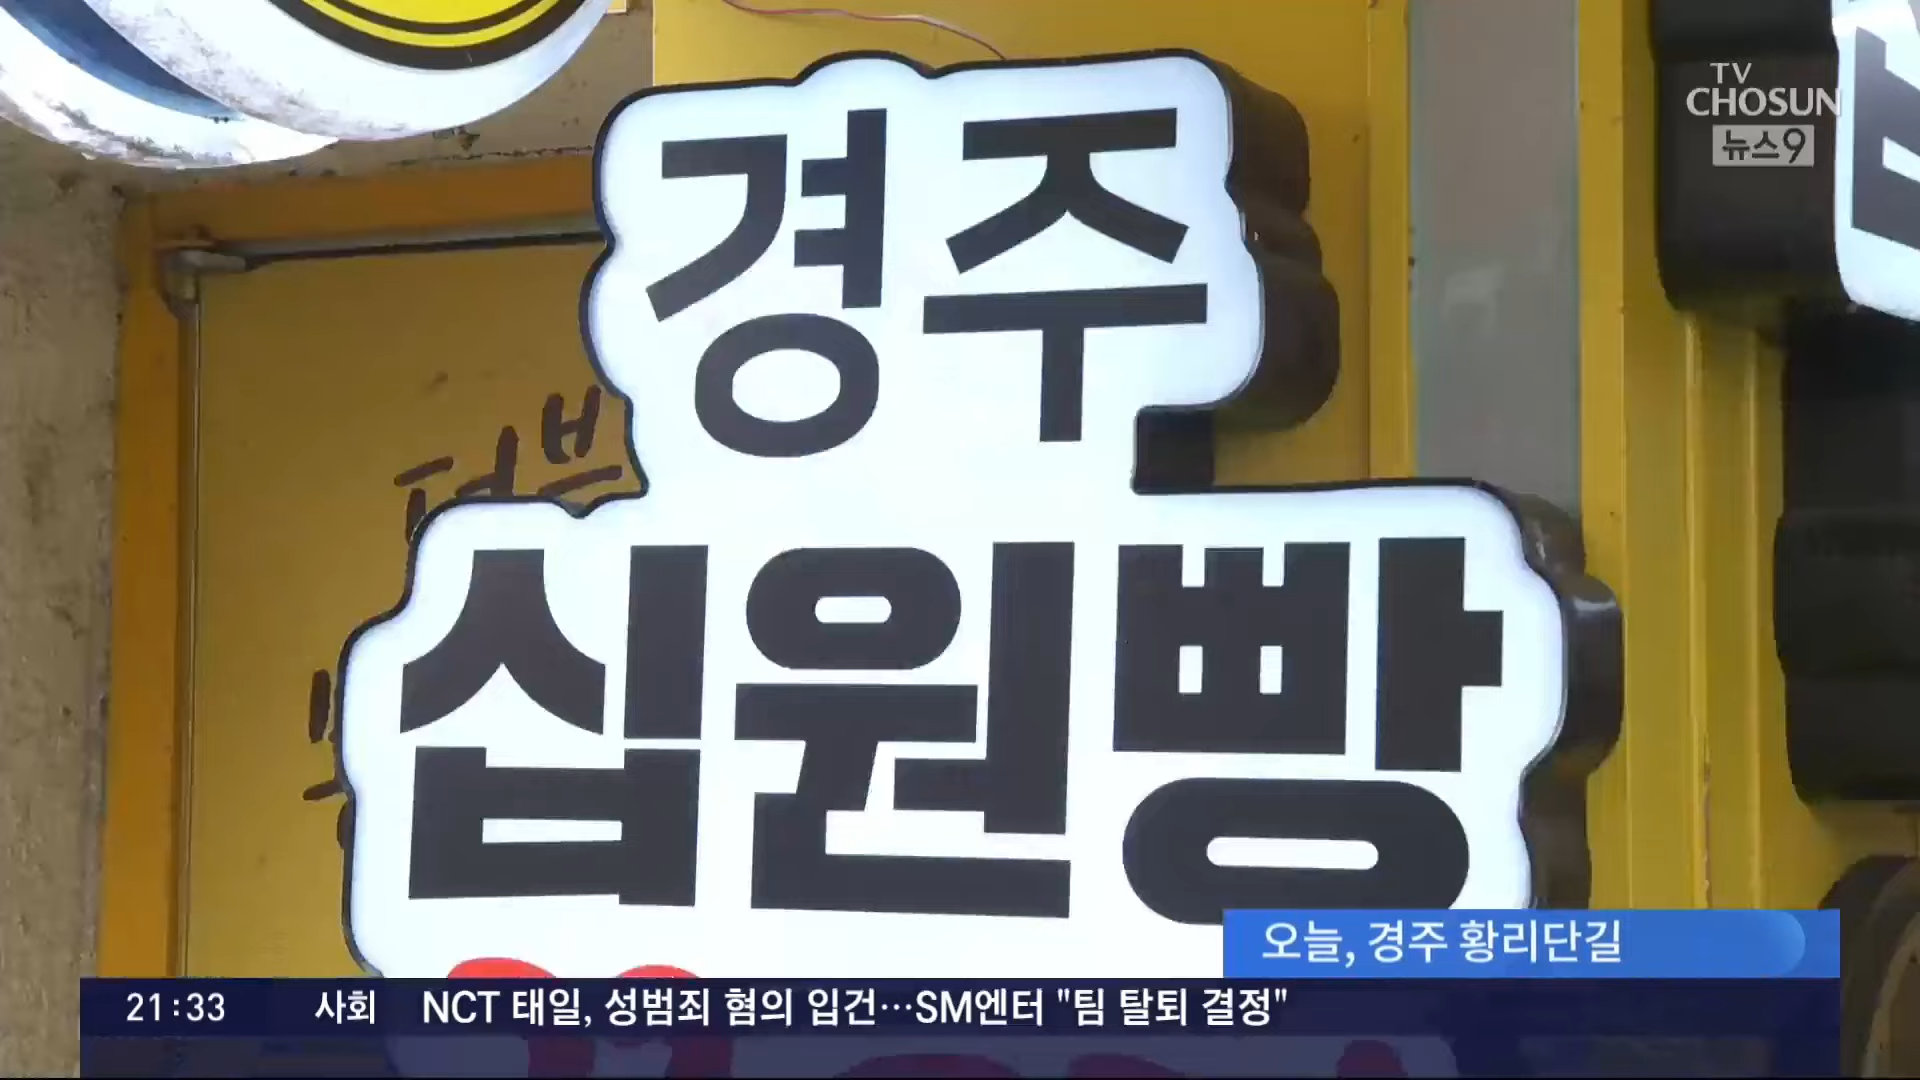 TV
CHOSUN
뉴스9
경주
십원빵
오늘, 경주 황리단길
21:33 사회 NCT 태일, 성범죄 혐의 입건…SM엔터 "팀 탈퇴 결정"